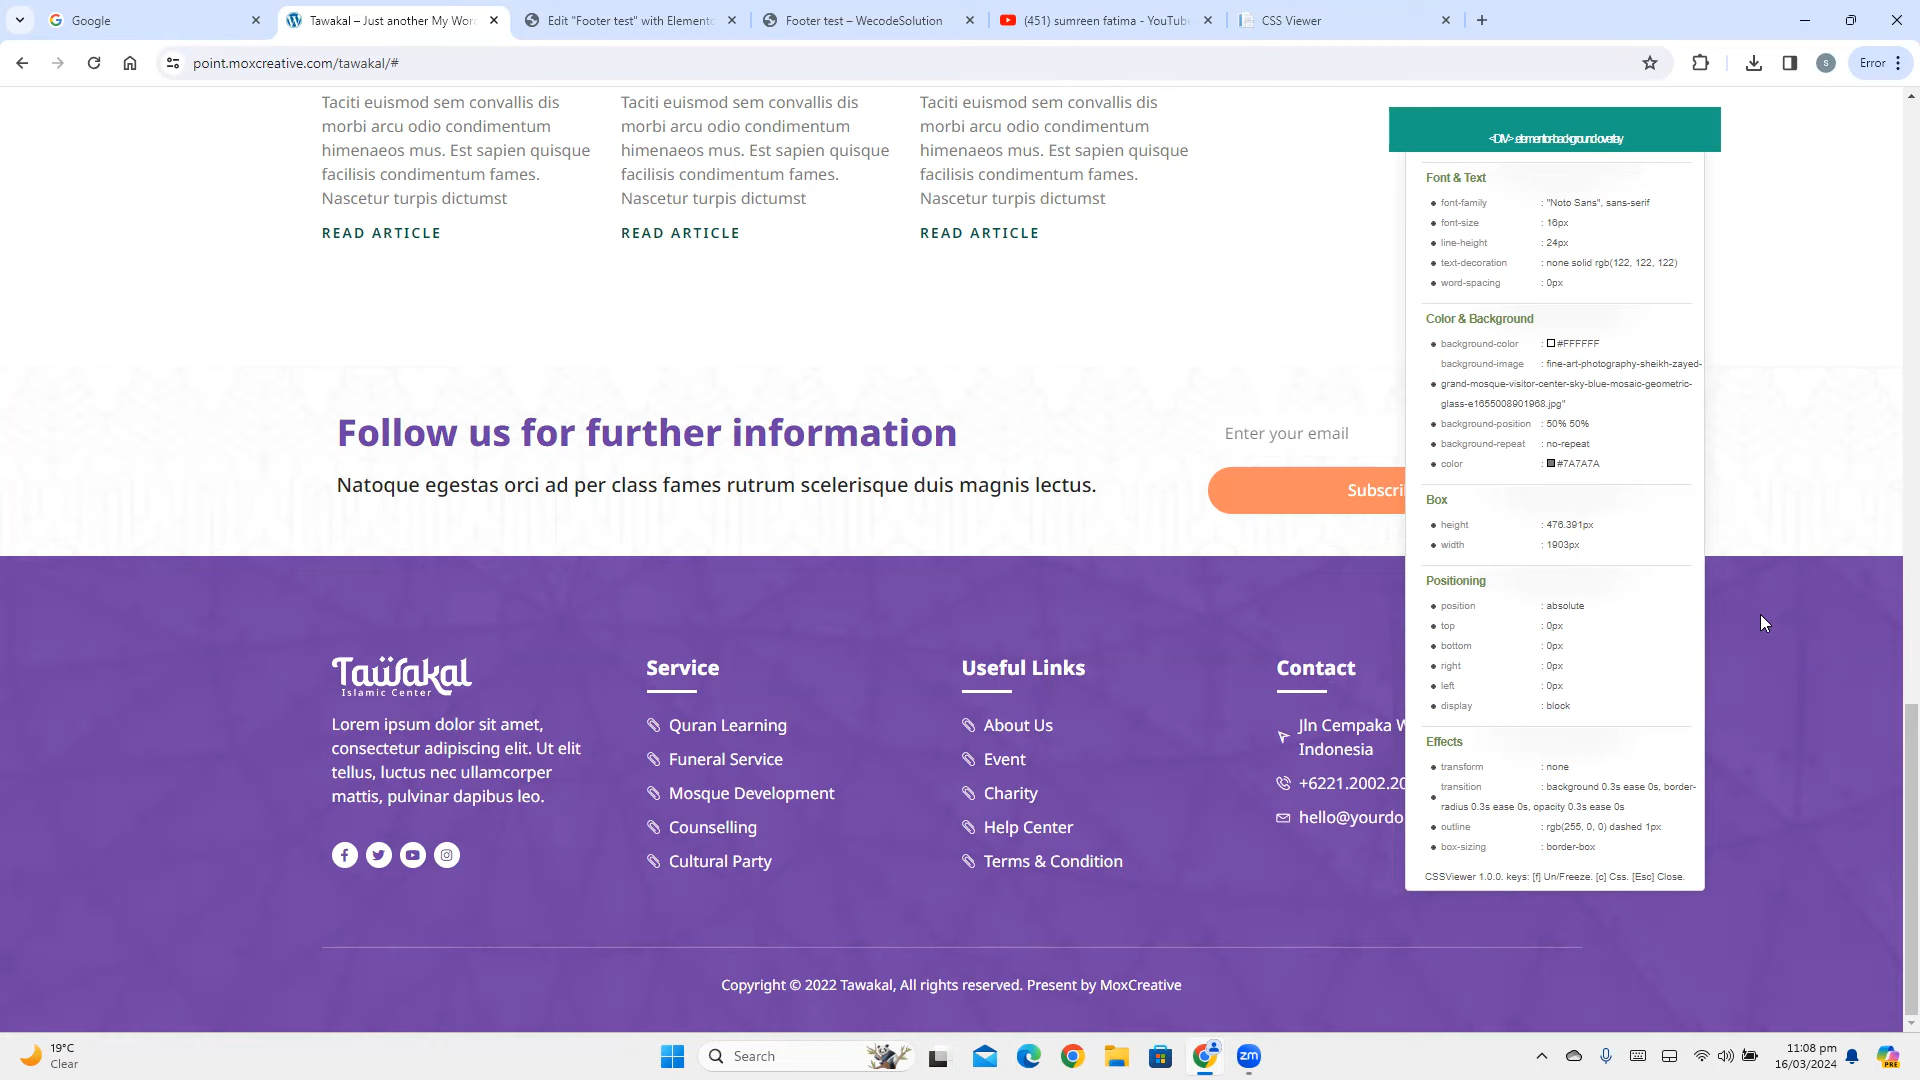 Google
Tawakal – Just another My Word
Edit "Footer test" with Elemento
Footer test – WecodeSolution
(451) sumreen fatima - YouTube
CSS Viewer
point.moxcreative.com/tawakal/#
S
Error
Taciti euismod sem convallis dis
morbi arcu odio condimentum
himenaeos mus. Est sapien quisque
facilisis condimentum fames.
Nascetur turpis dictumst
READ ARTICLE
Taciti euismod sem convallis dis
morbi arcu odio condimentum
himenaeos mus. Est sapien quisque
facilisis condimentum fames.
Nascetur turpis dictumst
READ ARTICLE
Taciti euismod sem convallis dis
morbi arcu odio condimentum
himenaeos mus. Est sapien quisque
facilisis condimentum fames.
Nascetur turpis dictumst
READ ARTICLE
Follow us for further information
Natoque egestas orci ad per class fames rutrum scelerisque duis magnis lectus.
Enter your email
Subscri
Tawakal
Islamic Center
Lorem ipsum dolor sit amet,
consectetur adipiscing elit. Ut elit
tellus, luctus nec ullamcorper
mattis, pulvinar dapibus leo.
Service
Quran Learning
Funeral Service
Mosque Development
Counselling
Cultural Party
Useful Links
About Us
Event
Charity
Help Center
Terms & Condition
Contact
Jln Cempaka W
Indonesia
+6221.2002.20
hello@yourdo
Copyright © 2022 Tawakal, All rights reserved. Present by MoxCreative
<DIV> .elementor-background-overlay
Font & Text
font-family : "Noto Sans", sans-serif
font-size : 16px
line-height : 24px
text-decoration : none solid rgb(122, 122, 122)
word-spacing : 0px
Color & Background
background-color : #FFFFFF
background-image : fine-art-photography-sheikh-zayed-
grand-mosque-visitor-center-sky-blue-mosaic-geometric-
glass-e1655008901968.jpg"
background-position : 50% 50%
background-repeat : no-repeat
color : #7A7A7A
Box
height : 476.391px
width : 1903px
Positioning
position : absolute
top : 0px
bottom : 0px
right : 0px
left : 0px
display : block
Effects
transform : none
transition : background 0.3s ease 0s, border-
radius 0.3s ease 0s, opacity 0.3s ease 0s
outline : rgb(255, 0, 0) dashed 1px
box-sizing : border-box
CSSViewer 1.0.0. keys: [f] Un/Freeze. [c] Css. [Esc] Close.
19°C
Clear
Search
zm
11:08 pm
16/03/2024
PRE